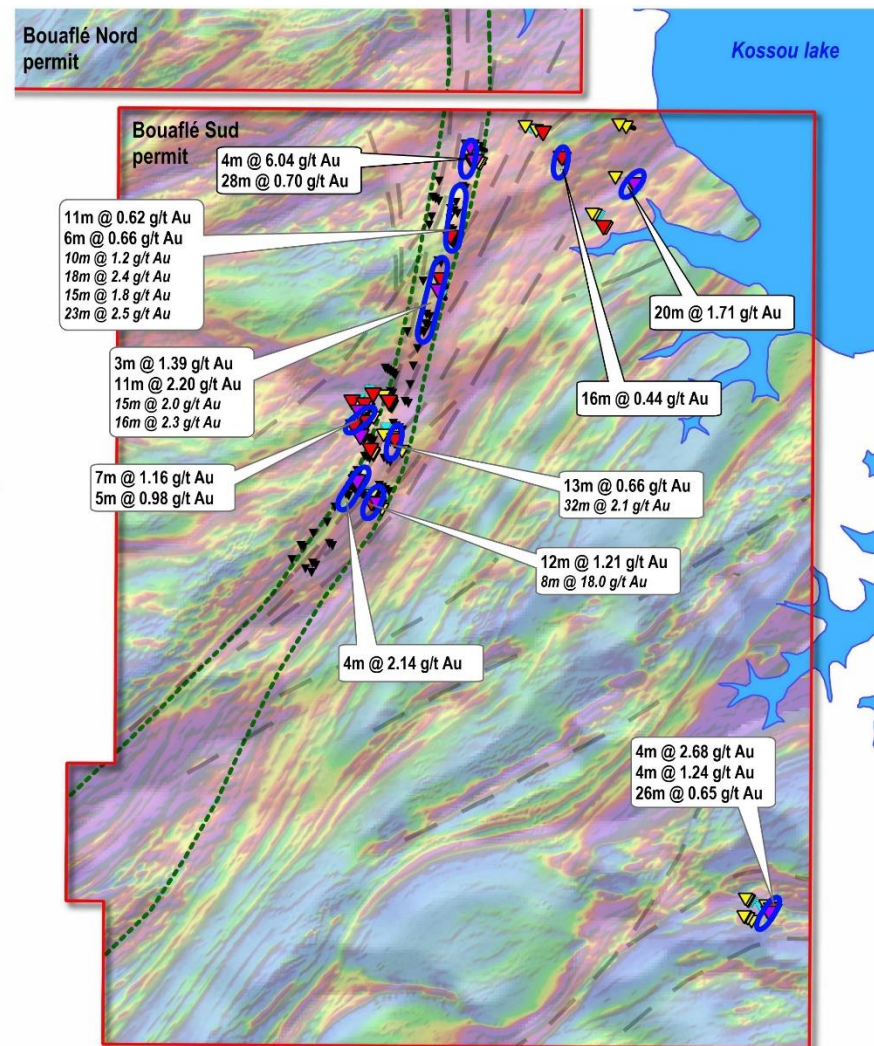 Bouaflé Nord
permit
Kossou lake
Bouaflé Sud
permit
4m @ 6.04 g/t Au
28m @ 0.70 g/t Au
11m @ 0.62 g/t Au
6m @ 0.66 g/t Au
10m @ 1.2 g/t Au
18m @ 2.4 g/t Au
15m @ 1.8 g/t Au
23m @ 2.5 g/t Au
20m @ 1.71 g/t Au
3m @ 1.39 g/t Au
11m @ 2.20 g/t Au
15m @ 2.0 g/t Au
16m @ 2.3 g/t Au
16m @ 0.44 g/t Au
7m @ 1.16 g/t Au
5m @ 0.98 g/t Au
13m @ 0.66 g/t Au
32m @ 2.1 g/t Au
12m @ 1.21 g/t Au
8m @ 18.0 g/t Au
4m @ 2.14 g/t Au
4m @ 2.68 g/t Au
4m @ 1.24 g/t Au
26m @ 0.65 g/t Au